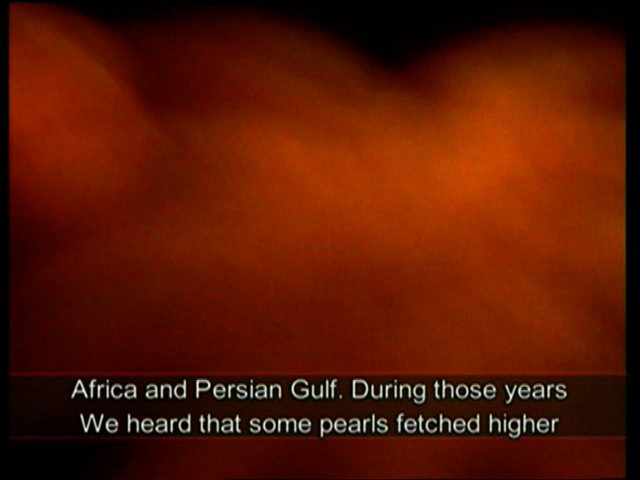 Africa and Persian Gulf. During those years
We heard that some pearls fetched higher